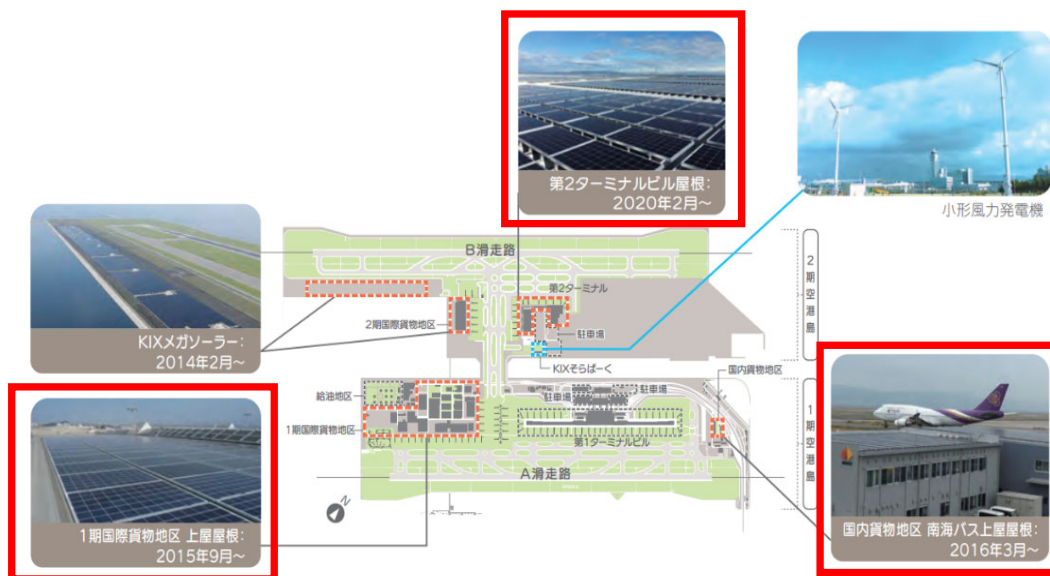 第2ターミナルビル屋根:
2020年2月〜
小形風力発電機
KIXメガソーラー:
2014年2月〜
B滑走路
第2ターミナル
2期国際貨物地区
駐車場
KIXそらぱーく
2期空港島
国内貨物地区
給油地区
駐車場
駐車場
1期国際貨物地区
第1ターミナルビル
A滑走路
1期空港島
N
1期国際貨物地区 上屋屋根:
2015年9月〜
国内貨物地区 南海バス上屋屋根:
2016年3月〜